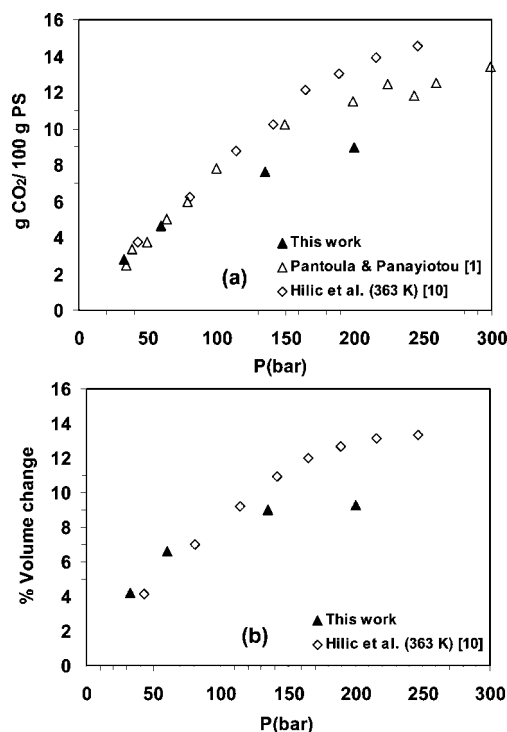 16
14
12
10
8
6
4
2
0
g CO₂/ 100 g PS
▲ This work
△ Pantoula & Panayiotou [1]
◇ Hilic et al. (363 K) [10]
(a)
0 50 100 150 200 250 300
P(bar)
16
14
12
10
8
6
4
2
0
% Volume change
▲ This work
◇ Hilic et al. (363 K) [10]
(b)
0 50 100 150 200 250 300
P(bar)